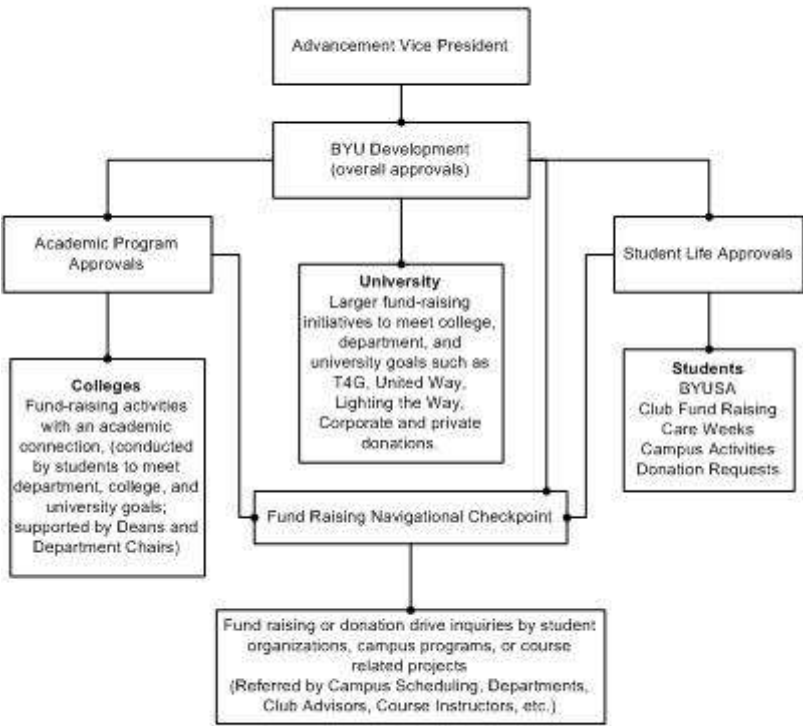 Advancement Vice President
BYU Development
(overall approvals)
Academic Program
Approvals
University
Larger fund-raising
initiatives to meet college,
department, and
university goals such as
T4G, United Way,
Lighting the Way,
Corporate and private
donations.
Student Life Approvals
Colleges
Fund-raising activities
with an academic
connection, (conducted
by students to meet
department, college, and
university goals;
supported by Deans and
Department Chairs)
Students
BYUSA
Club Fund Raising
Care Weeks
Campus Activities
Donation Requests
Fund Raising Navigational Checkpoint
Fund raising or donation drive inquiries by student
organizations, campus programs, or course
related projects
(Referred by Campus Scheduling, Departments,
Club Advisors, Course Instructors, etc.)